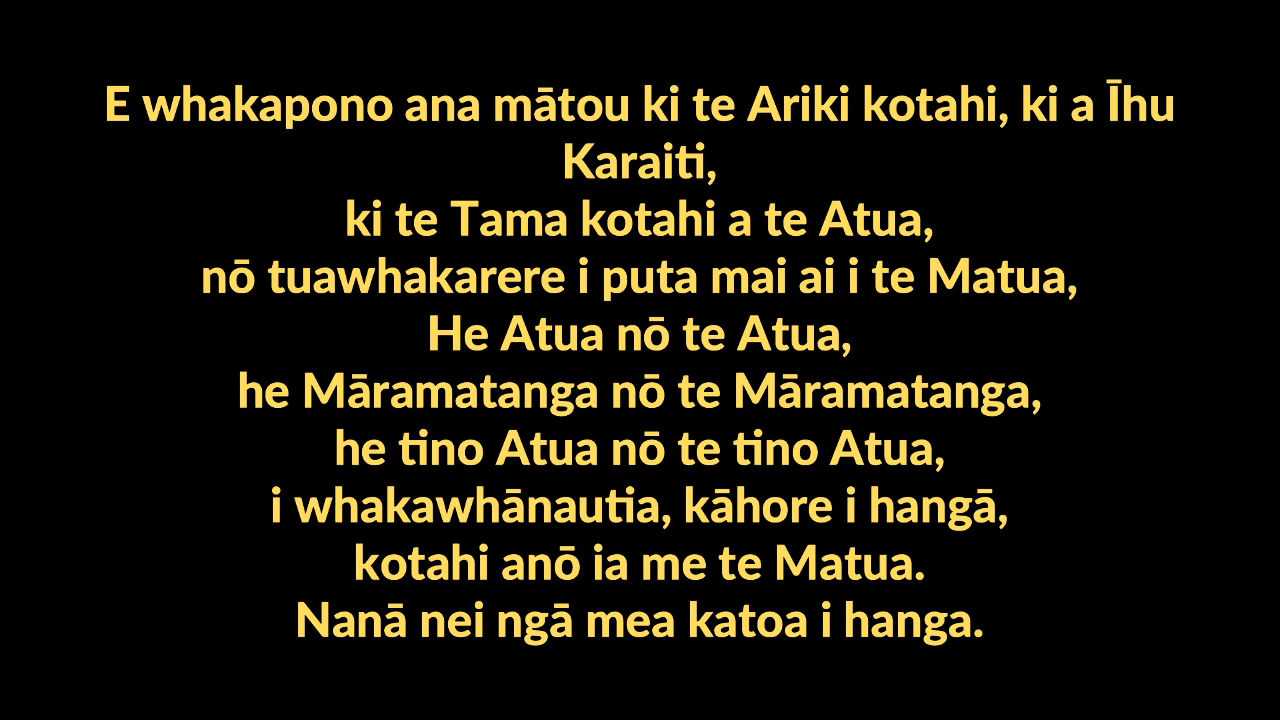 E whakapono ana mātou ki te Ariki kotahi, ki a Īhu
Karaiti,
ki te Tama kotahi a te Atua,
nō tuawhakarere i puta mai ai i te Matua,
He Atua nō te Atua,
he Māramatanga nō te Māramatanga,
he tino Atua nō te tino Atua,
i whakawhānautia, kāhore i hangā,
kotahi anō ia me te Matua.
Nanā nei ngā mea katoa i hanga.